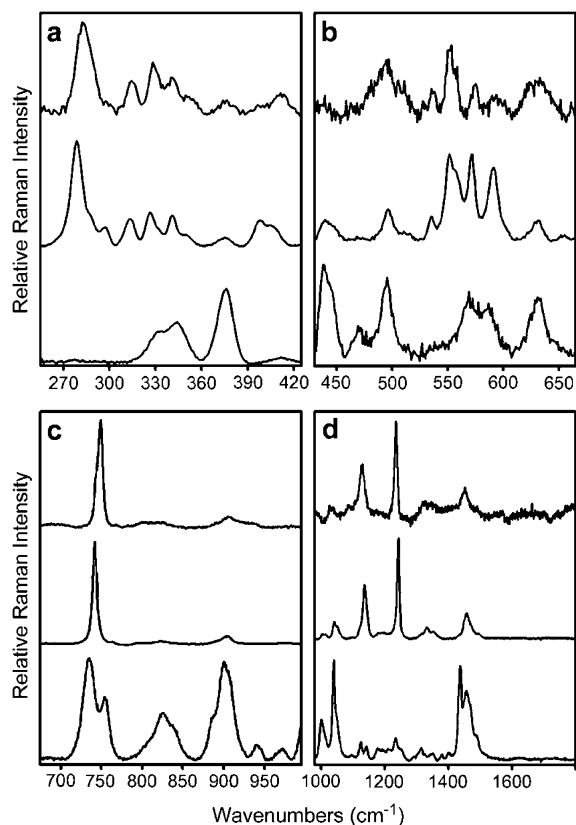 a
b
Relative Raman Intensity
270 300 330 360 390 420
450 500 550 600 650
c
d
Relative Raman Intensity
700 750 800 850 900 950
1000 1200 1400 1600
Wavenumbers (cm⁻¹)